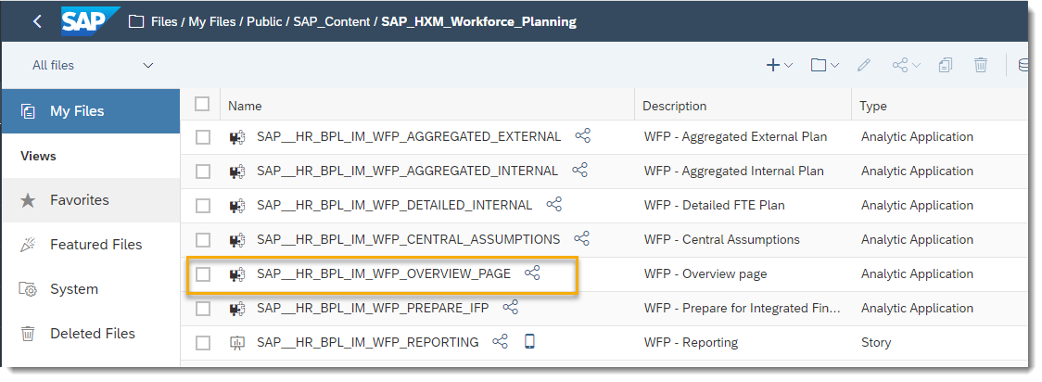 SAP Files / My Files / Public / SAP_Content / SAP_HXM_Workforce_Planning
All files
My Files
Views
Favorites
Featured Files
System
Deleted Files
Name Description Type
SAP__HR_BPL_IM_WFP_AGGREGATED_EXTERNAL WFP - Aggregated External Plan Analytic Application
SAP__HR_BPL_IM_WFP_AGGREGATED_INTERNAL WFP - Aggregated Internal Plan Analytic Application
SAP__HR_BPL_IM_WFP_DETAILED_INTERNAL WFP - Detailed FTE Plan Analytic Application
SAP__HR_BPL_IM_WFP_CENTRAL_ASSUMPTIONS WFP - Central Assumptions Analytic Application
SAP__HR_BPL_IM_WFP_OVERVIEW_PAGE WFP - Overview page Analytic Application
SAP__HR_BPL_IM_WFP_PREPARE_IFP WFP - Prepare for Integrated Fin... Analytic Application
SAP__HR_BPL_IM_WFP_REPORTING WFP - Reporting Story